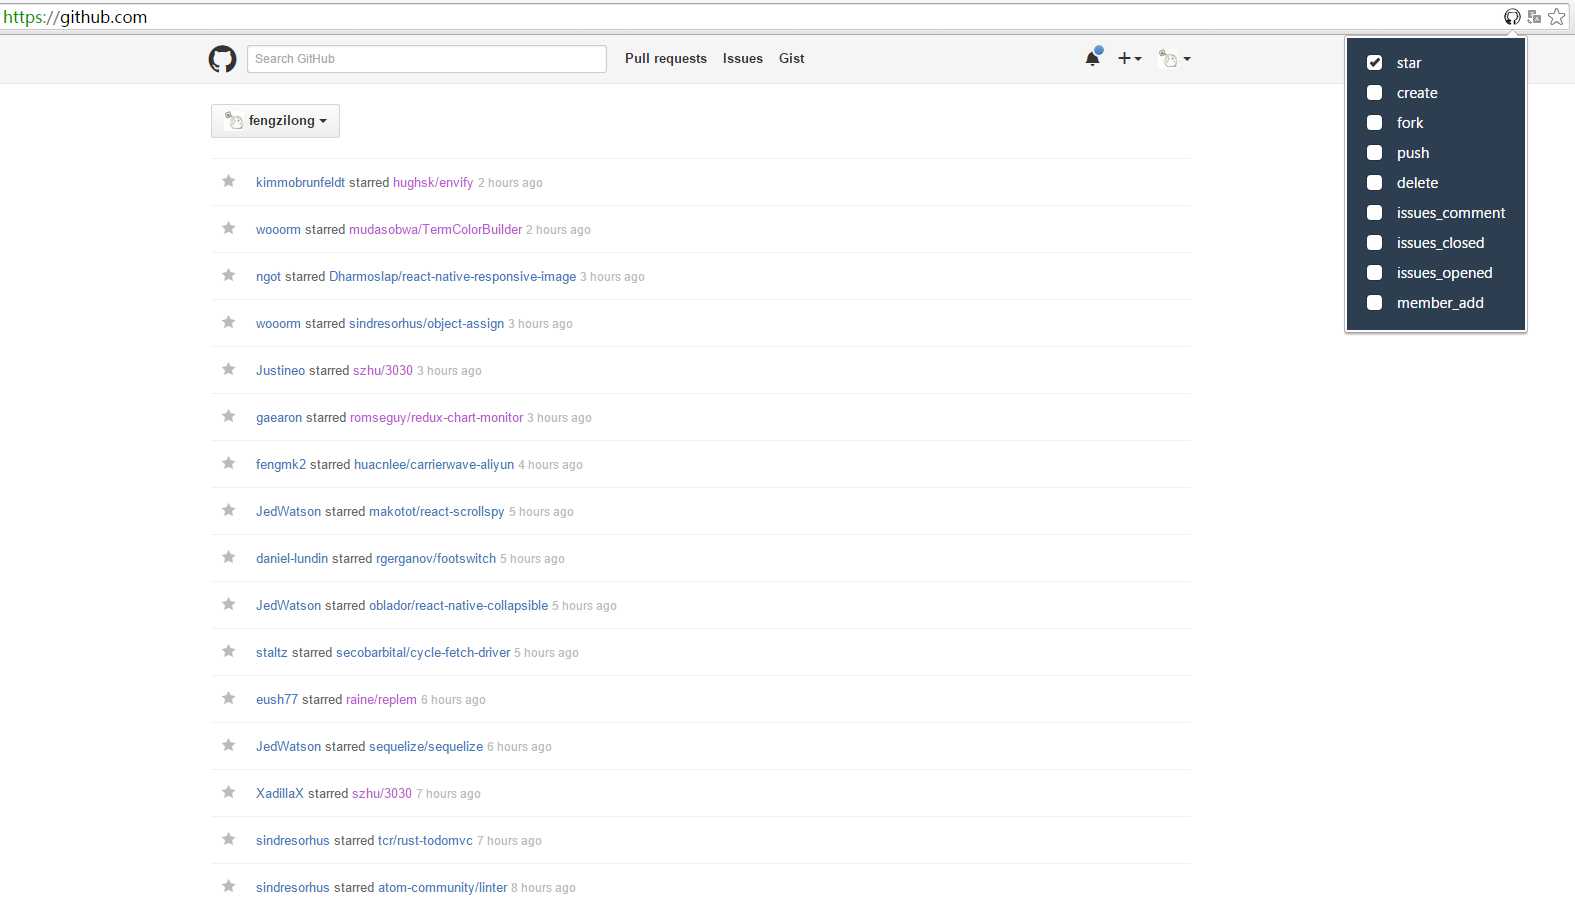 https://github.com
Search GitHub
Pull requests Issues Gist
fengzilong
kimmobrunfeldt starred hughsk/envify 2 hours ago
wooorm starred mudasobwa/TermColorBuilder 2 hours ago
ngot starred Dharmoslap/react-native-responsive-image 3 hours ago
wooorm starred sindresorhus/object-assign 3 hours ago
Justineo starred szhu/3030 3 hours ago
gaearon starred romseguy/redux-chart-monitor 3 hours ago
fengmk2 starred huacnlee/carrierwave-aliyun 4 hours ago
JedWatson starred makotot/react-scrollspy 5 hours ago
daniel-lundin starred rgerganov/footswitch 5 hours ago
JedWatson starred oblador/react-native-collapsible 5 hours ago
staltz starred secobarbital/cycle-fetch-driver 5 hours ago
eush77 starred raine/replem 6 hours ago
JedWatson starred sequelize/sequelize 6 hours ago
XadillaX starred szhu/3030 7 hours ago
sindresorhus starred tcr/rust-todomvc 7 hours ago
sindresorhus starred atom-community/linter 8 hours ago
star
create
fork
push
delete
issues_comment
issues_closed
issues_opened
member_add